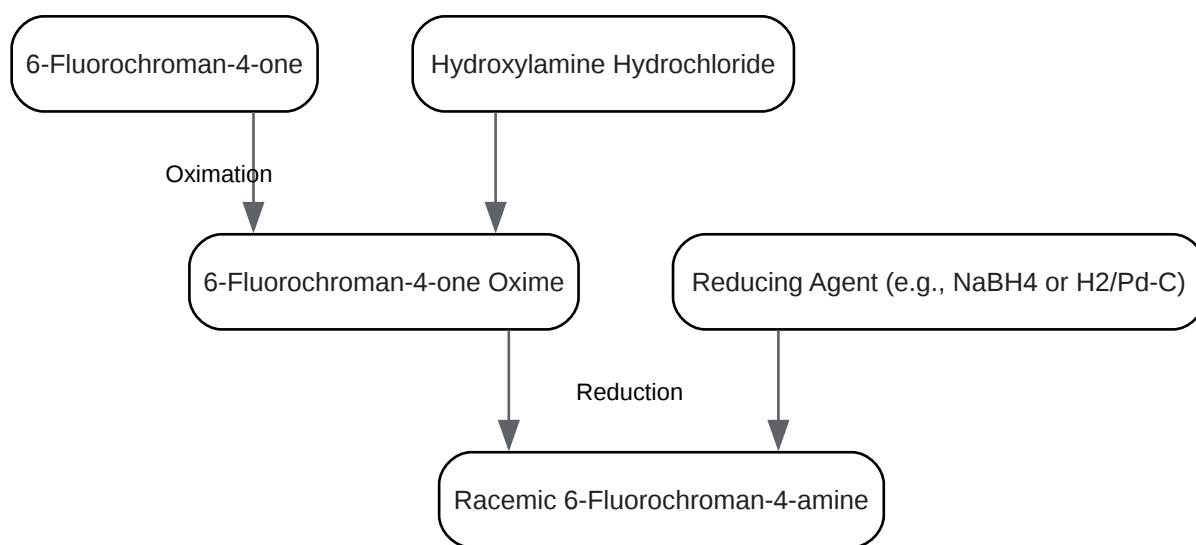 6-Fluorochroman-4-one
Hydroxylamine Hydrochloride
Oximation
6-Fluorochroman-4-one Oxime
Reducing Agent (e.g., NaBH4 or H2/Pd-C)
Reduction
Racemic 6-Fluorochroman-4-amine